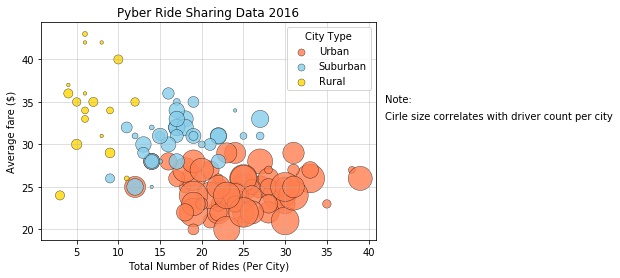 Pyber Ride Sharing Data 2016
City Type
Urban
Suburban
Rural
Note:
Cirle size correlates with driver count per city
Average fare ($)
40
35
30
25
20
5
10
15
20
25
30
35
40
Total Number of Rides (Per City)